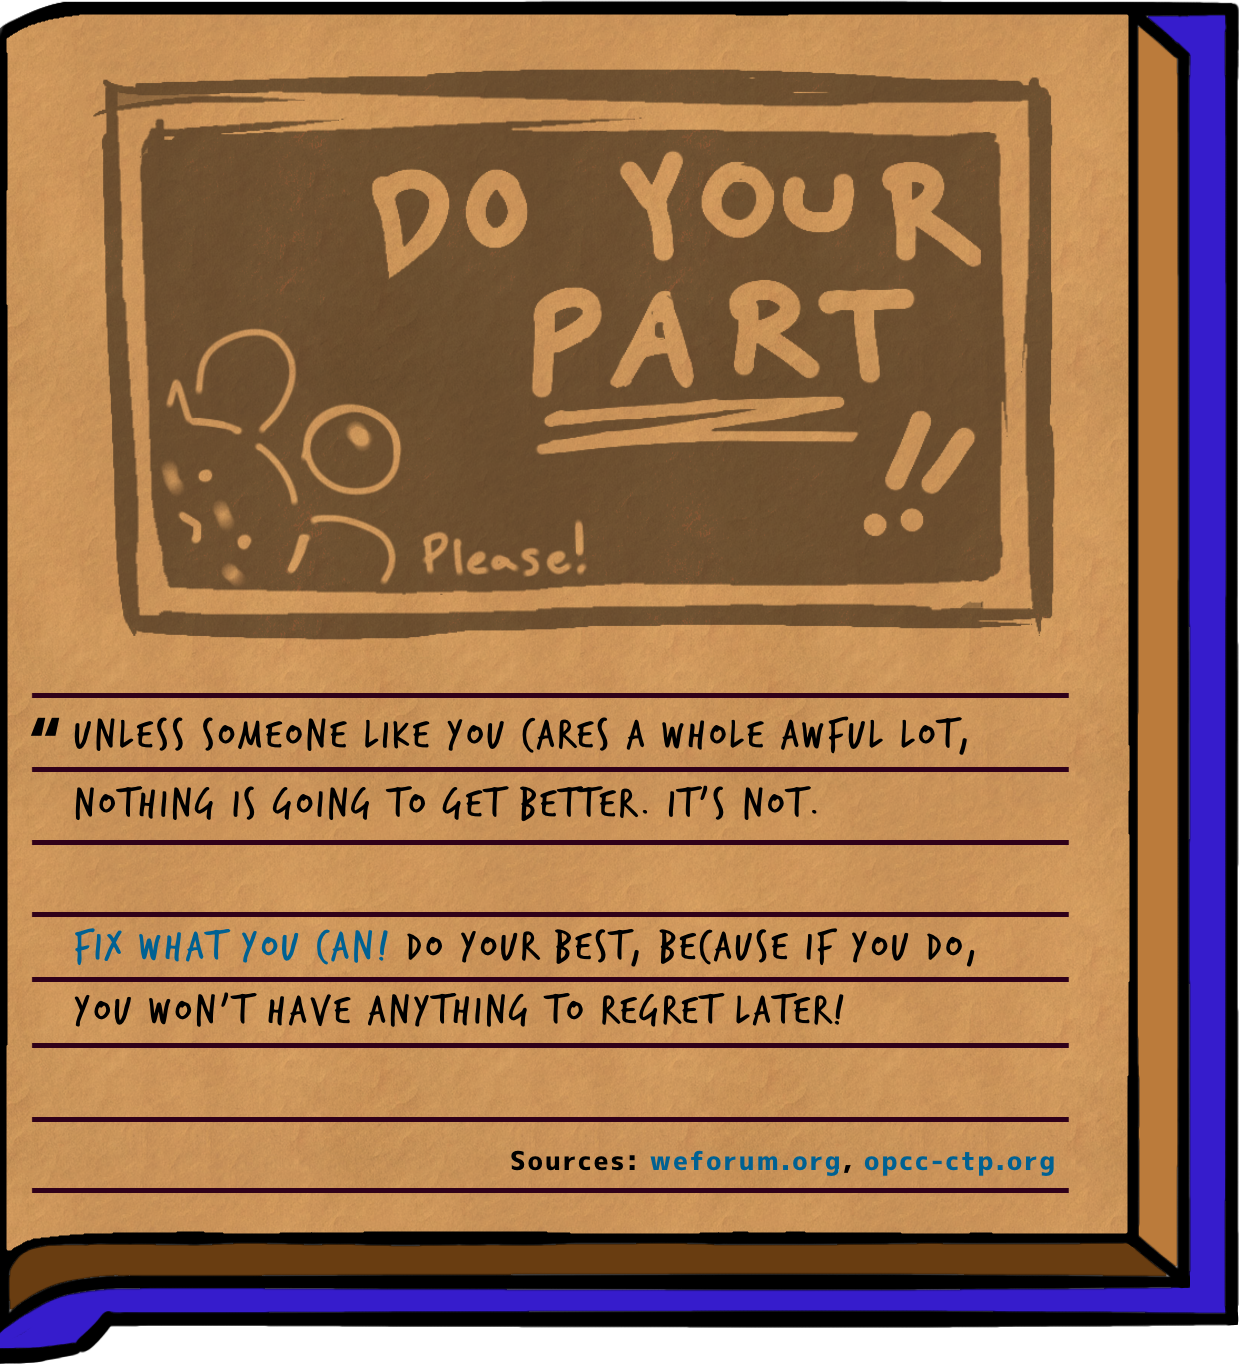 DO YOUR
PART
!!
Please!
" UNLESS SOMEONE LIKE YOU CARES A WHOLE AWFUL LOT,
NOTHING IS GOING TO GET BETTER. IT'S NOT.
FIX WHAT YOU CAN! DO YOUR BEST, BECAUSE IF YOU DO,
YOU WON'T HAVE ANYTHING TO REGRET LATER!
Sources: weforum.org, opcc-ctp.org